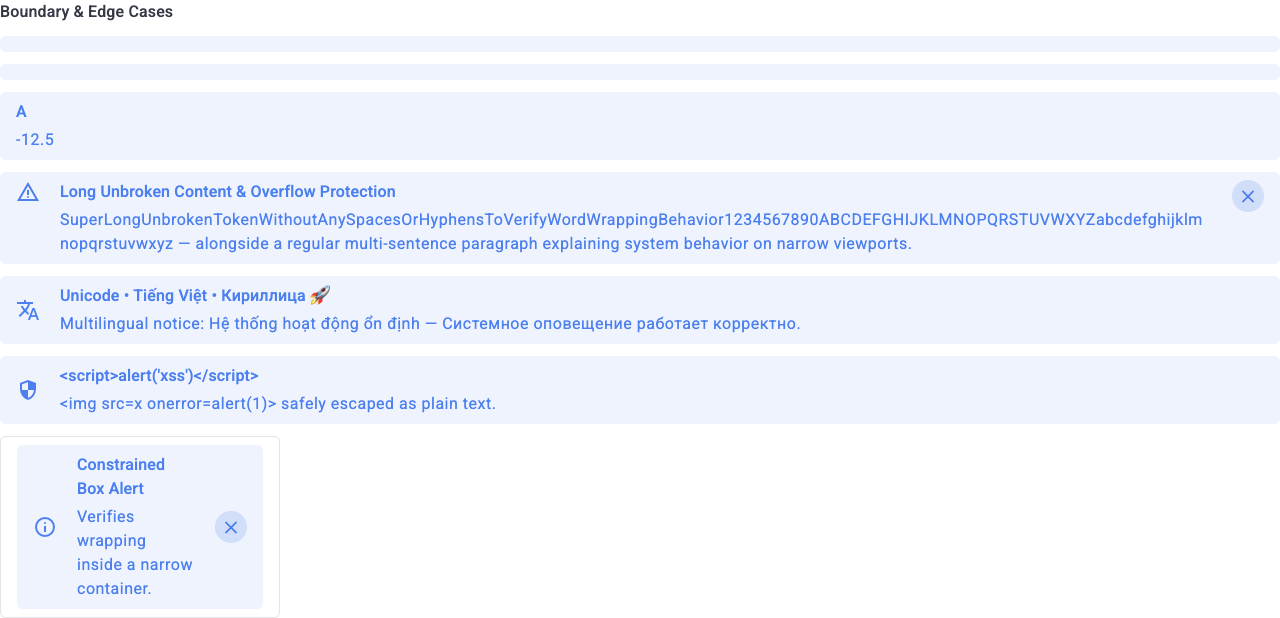 Boundary & Edge Cases
A
-12.5
Long Unbroken Content & Overflow Protection
SuperLongUnbrokenTokenWithoutAnySpacesOrHyphensToVerifyWordWrappingBehavior1234567890ABCDEFGHIJKLMNOPQRSTUVWXYZabcdefghijklm
nopqrstuvwxyz — alongside a regular multi-sentence paragraph explaining system behavior on narrow viewports.
Unicode • Tiếng Việt • Кириллица 🚀
Multilingual notice: Hệ thống hoạt động ổn định — Системное оповещение работает корректно.
<script>alert('xss')</script>
<img src=x onerror=alert(1)> safely escaped as plain text.
Constrained
Box Alert
Verifies
wrapping
inside a narrow
container.